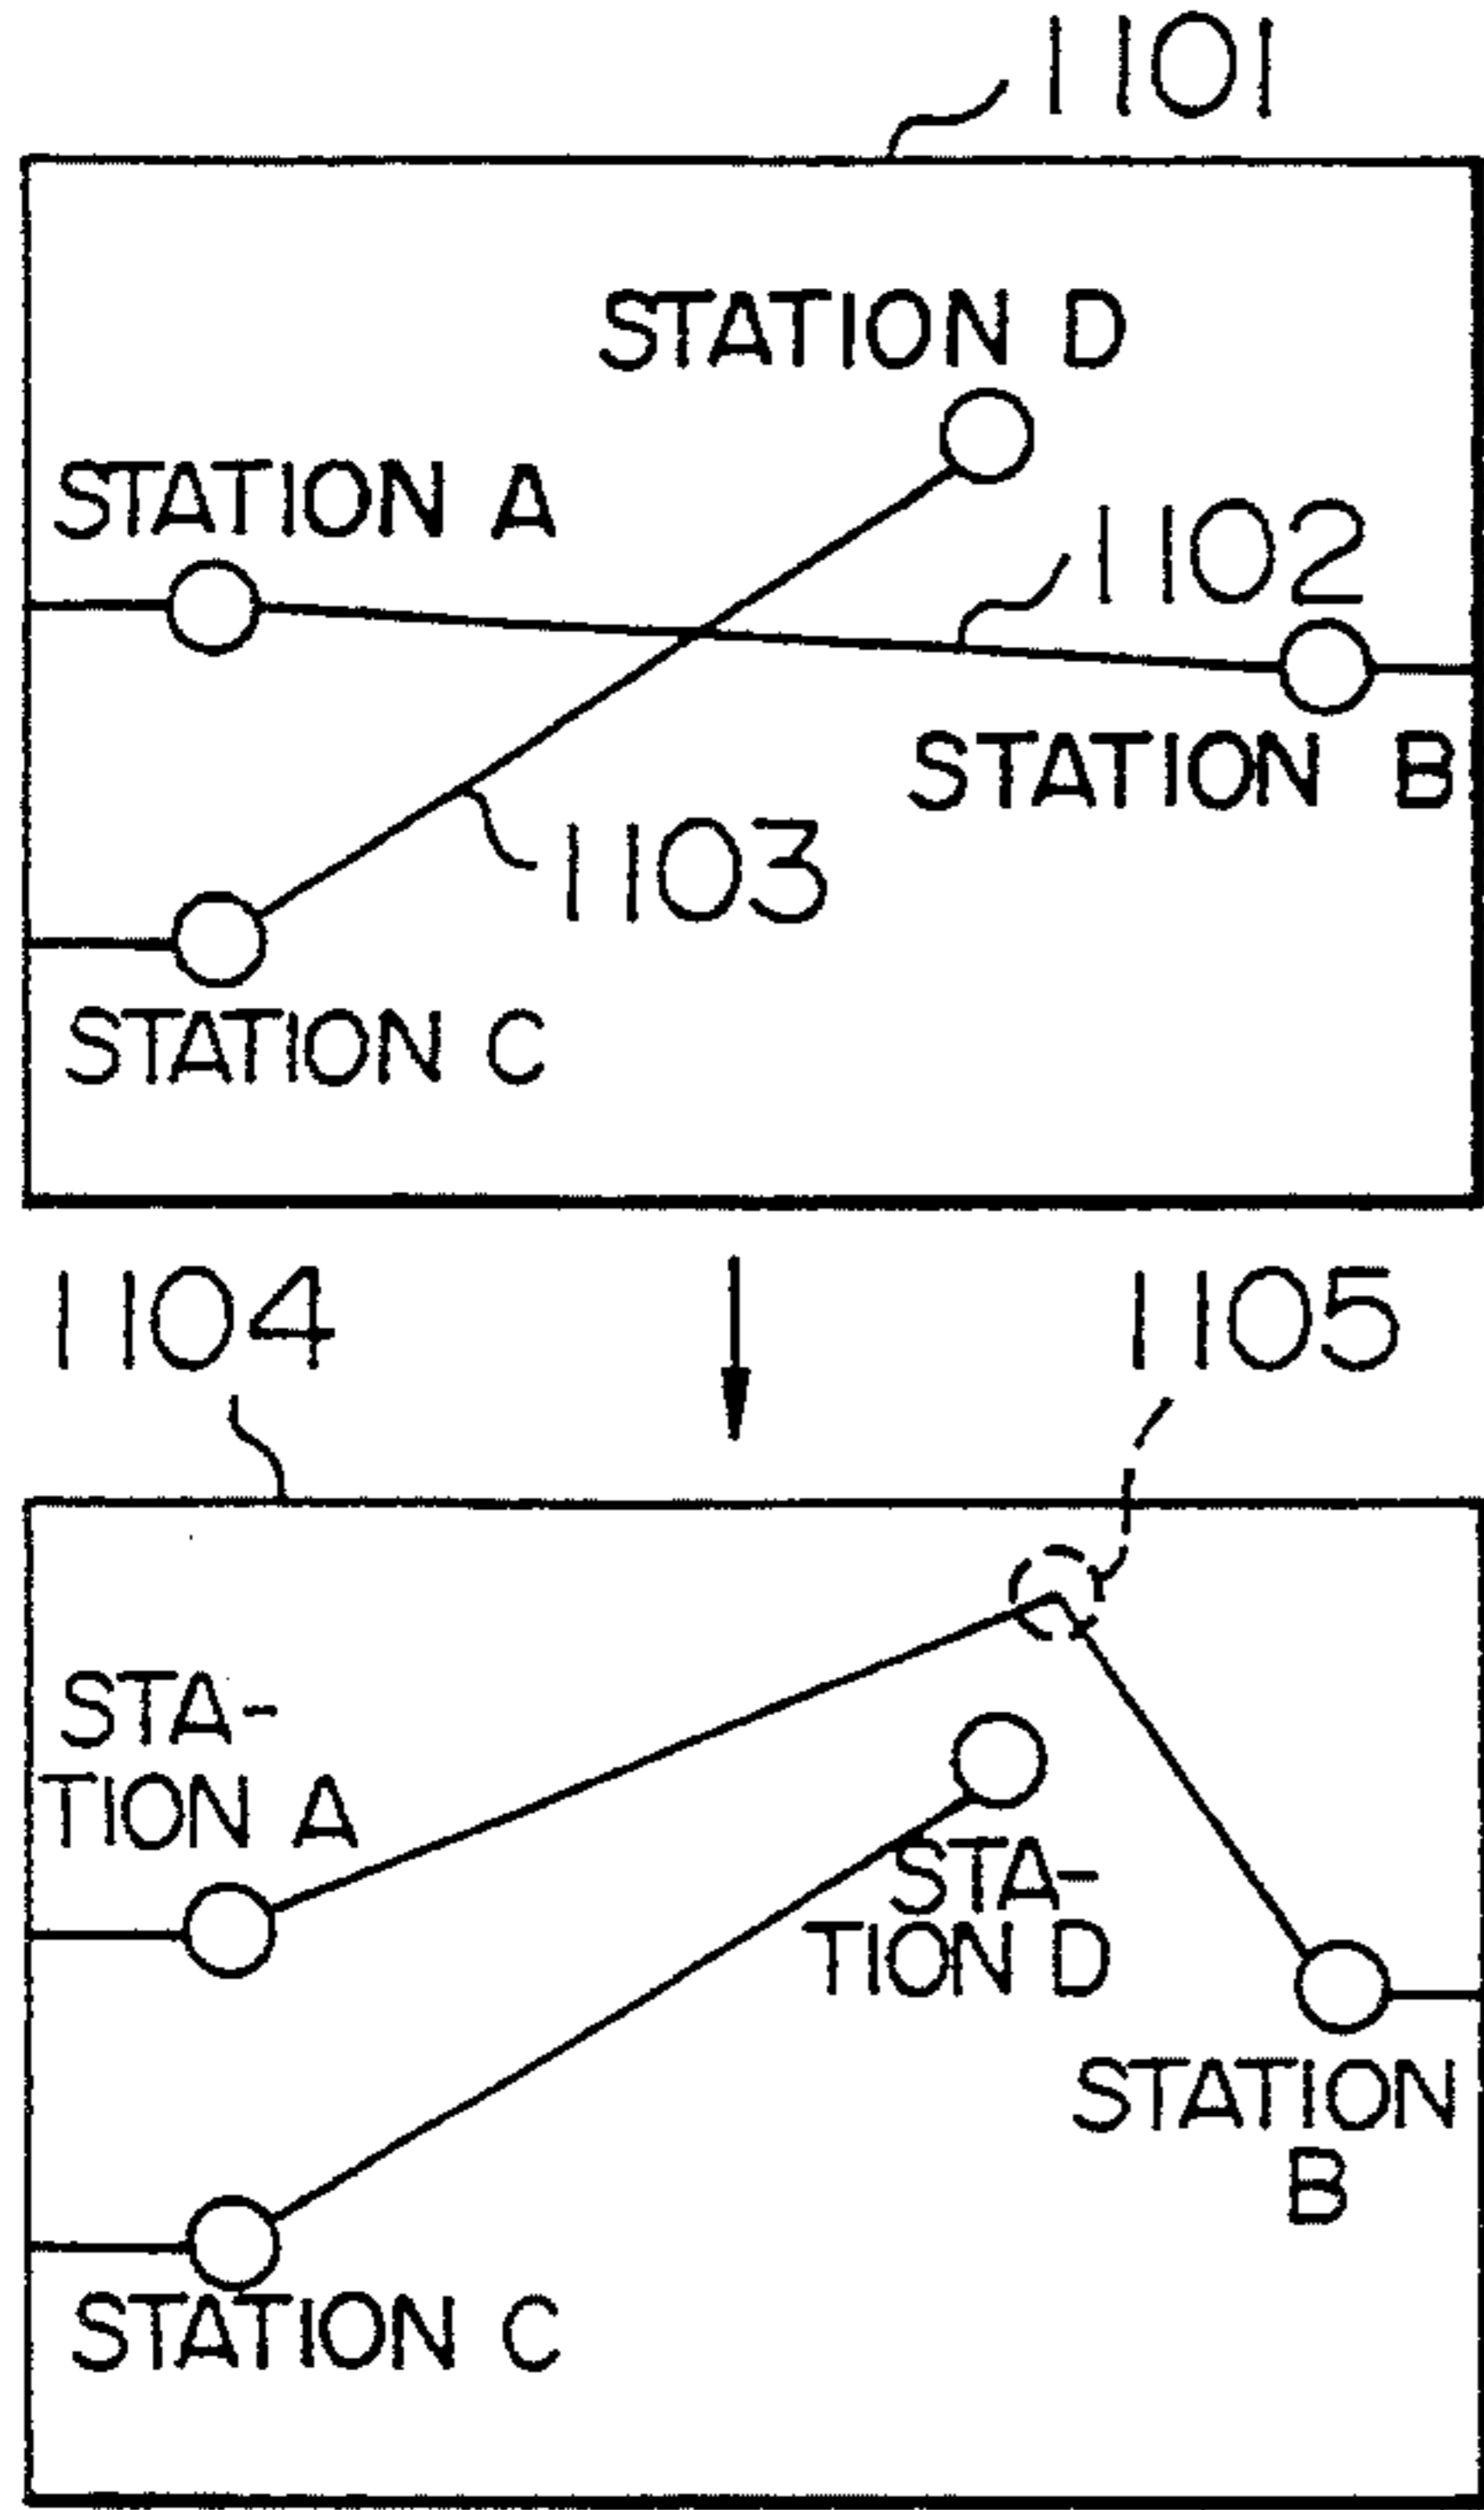 1101
STATION D
STATION A
1102
STATION B
1103
STATION C
1104
1105
STA-
TION A
STA-
TION D
STATION
B
STATION C